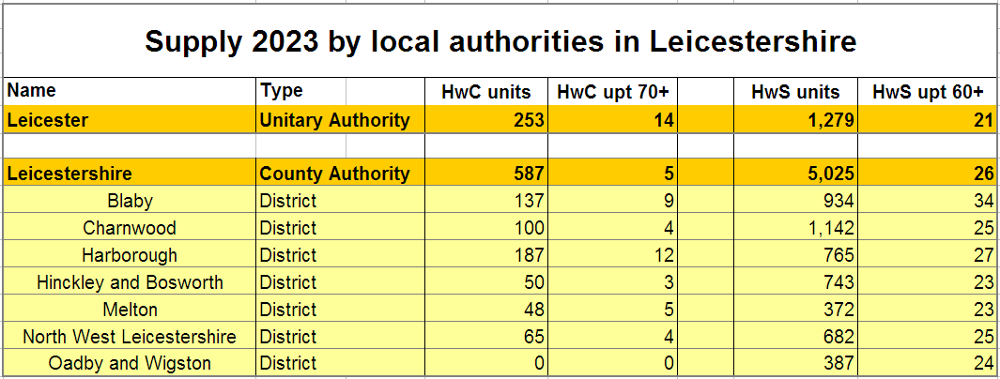 Supply 2023 by local authorities in Leicestershire
Name Type HwC units HwC upt 70+ HwS units HwS upt 60+
Leicester Unitary Authority 253 14 1,279 21
Leicestershire County Authority 587 5 5,025 26
Blaby District 137 9 934 34
Charnwood District 100 4 1,142 25
Harborough District 187 12 765 27
Hinckley and Bosworth District 50 3 743 23
Melton District 48 5 372 23
North West Leicestershire District 65 4 682 25
Oadby and Wigston District 0 0 387 24